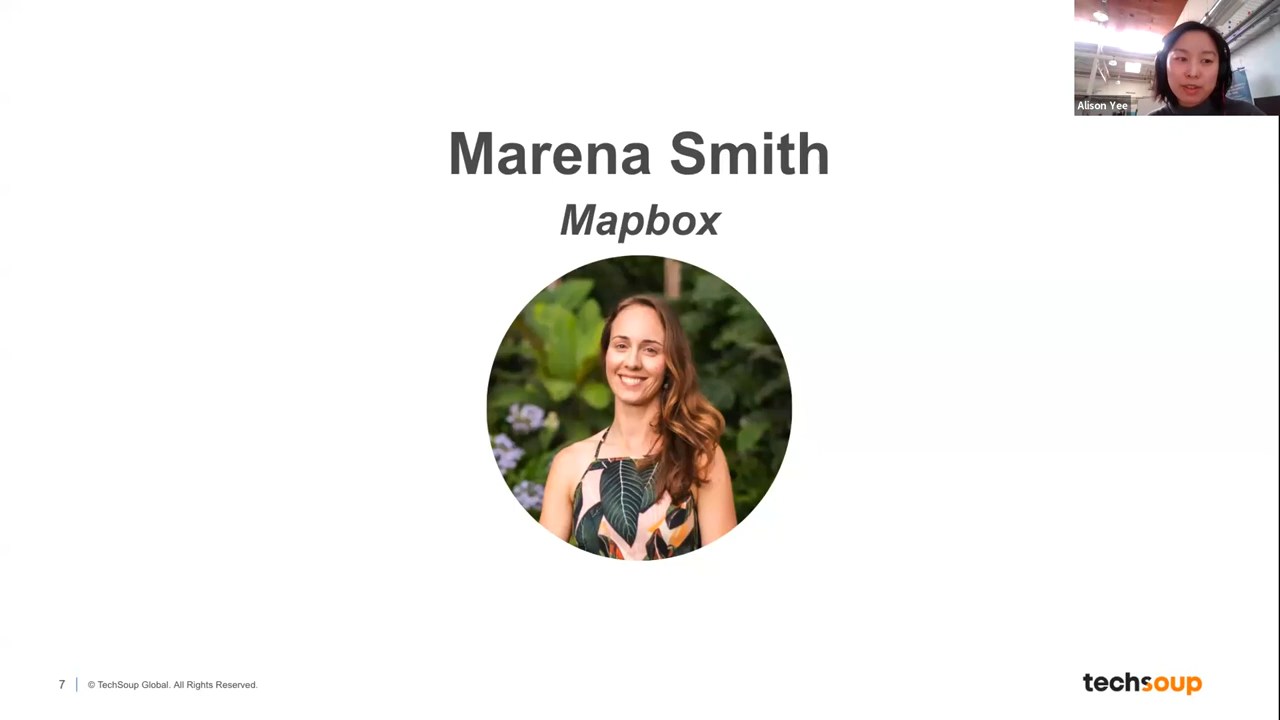 Alison Yee
Marena Smith
Mapbox
7 © TechSoup Global. All Rights Reserved.
techsoup